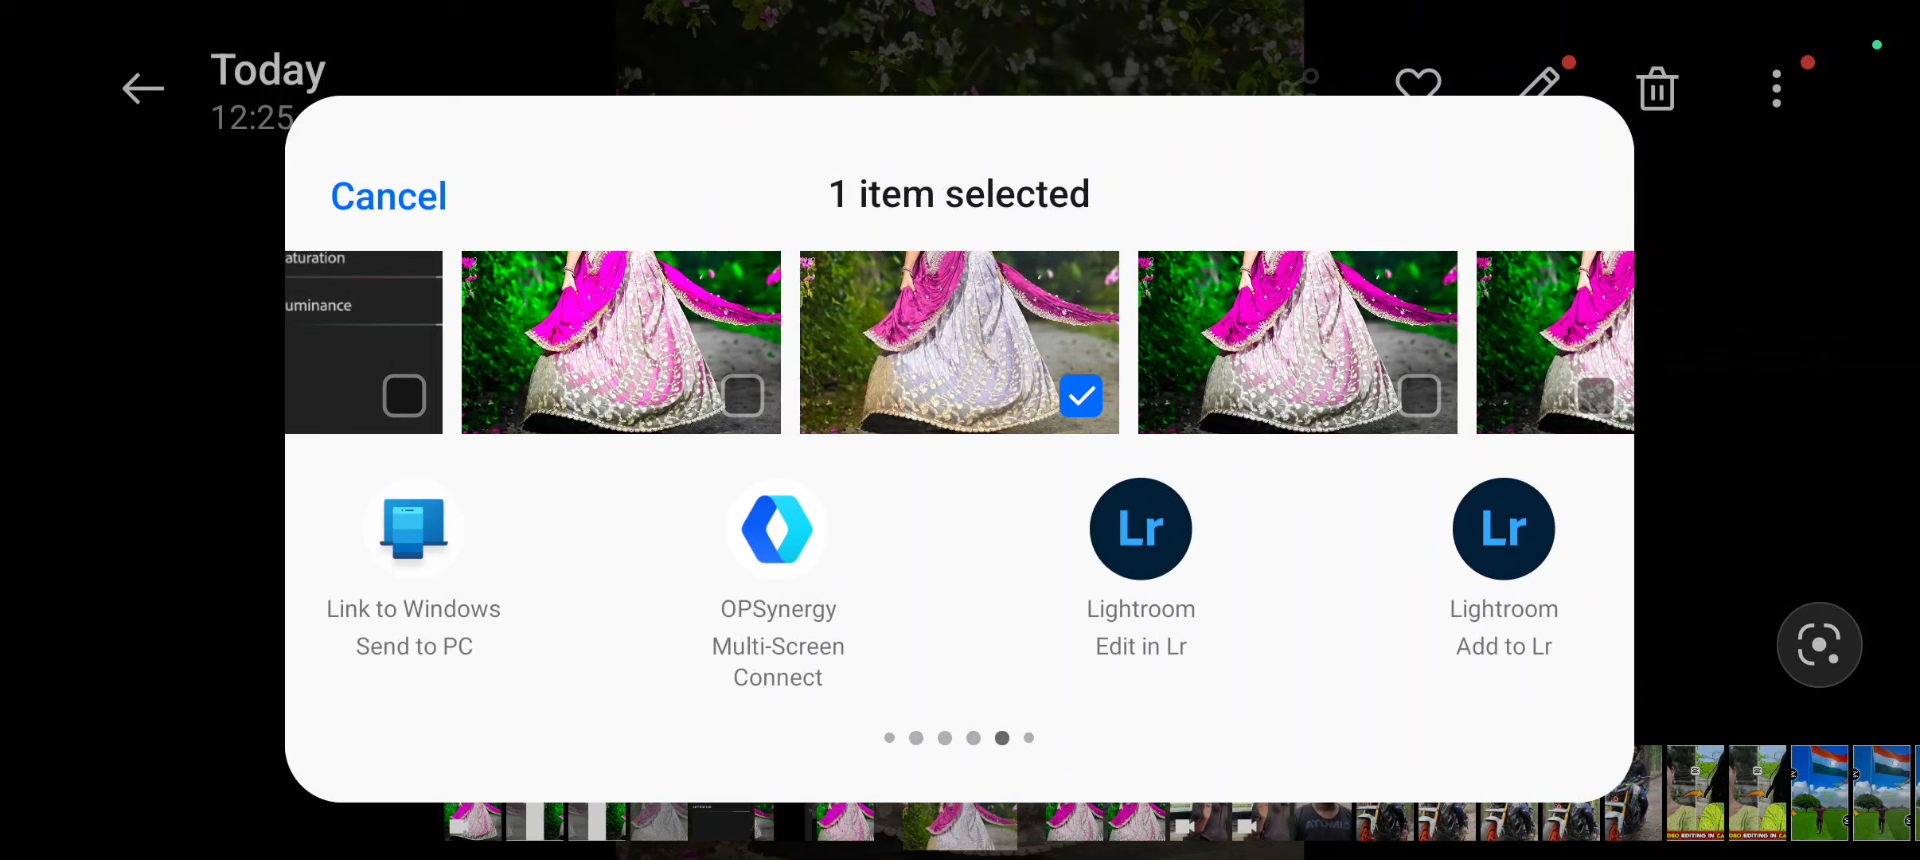 Today
12:25
Cancel
1 item selected
aturation
uminance
Lr
Lr
Link to Windows
Send to PC
OPSynergy
Multi-Screen
Connect
Lightroom
Edit in Lr
Lightroom
Add to Lr
ATOMIC